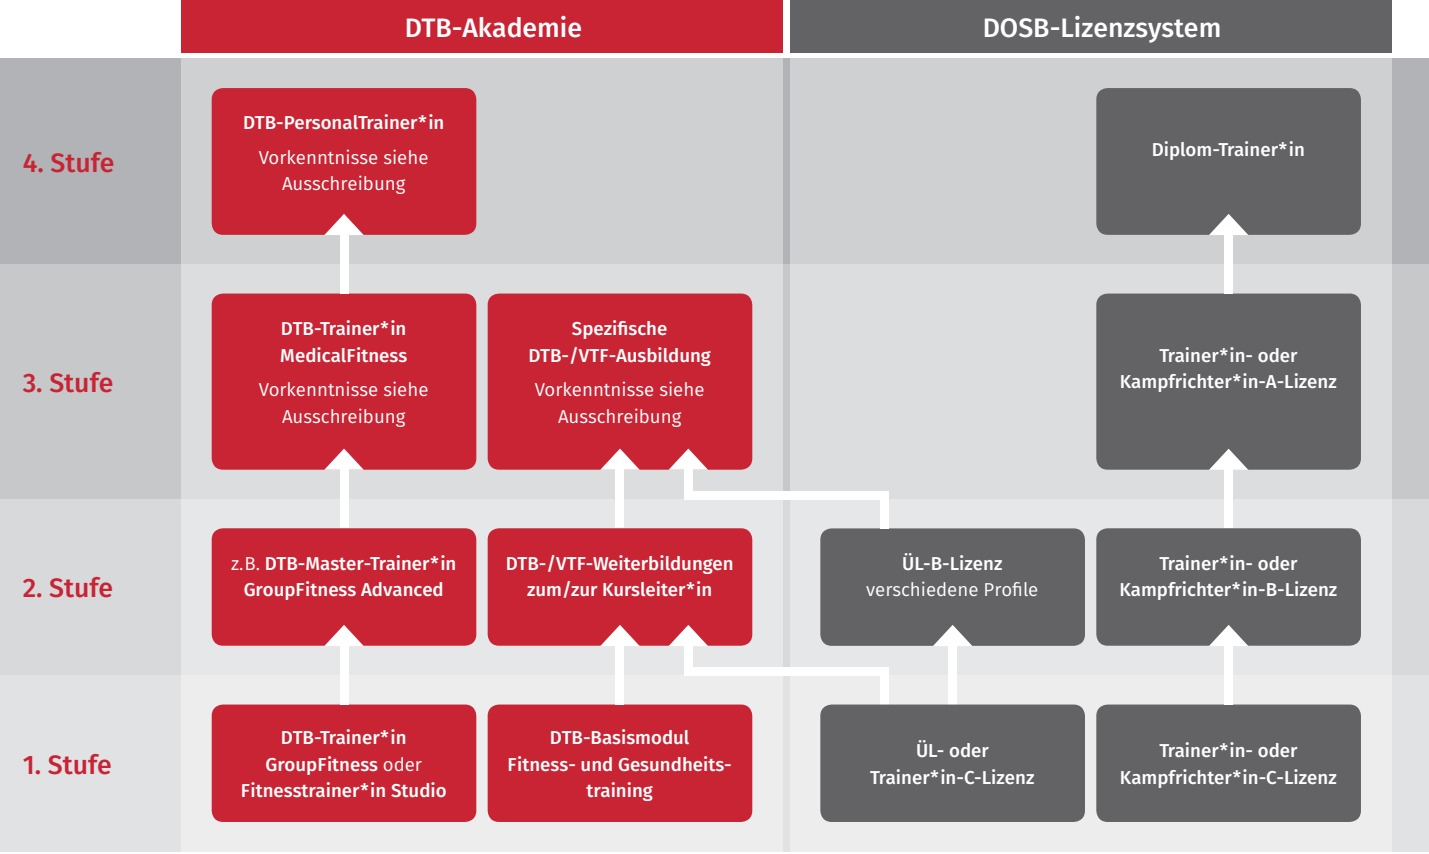 DTB-Akademie
DOSB-Lizenzsystem
4. Stufe
DTB-PersonalTrainer*in
Vorkenntnisse siehe
Ausschreibung
Diplom-Trainer*in
3. Stufe
DTB-Trainer*in
MedicalFitness
Vorkenntnisse siehe
Ausschreibung
Spezifische
DTB-/VTF-Ausbildung
Vorkenntnisse siehe
Ausschreibung
Trainer*in- oder
Kampfrichter*in-A-Lizenz
2. Stufe
z.B. DTB-Master-Trainer*in
GroupFitness Advanced
DTB-/VTF-Weiterbildungen
zum/zur Kursleiter*in
ÜL-B-Lizenz
verschiedene Profile
Trainer*in- oder
Kampfrichter*in-B-Lizenz
1. Stufe
DTB-Trainer*in
GroupFitness oder
Fitnesstrainer*in Studio
DTB-Basismodul
Fitness- und Gesundheits-
training
ÜL- oder
Trainer*in-C-Lizenz
Trainer*in- oder
Kampfrichter*in-C-Lizenz